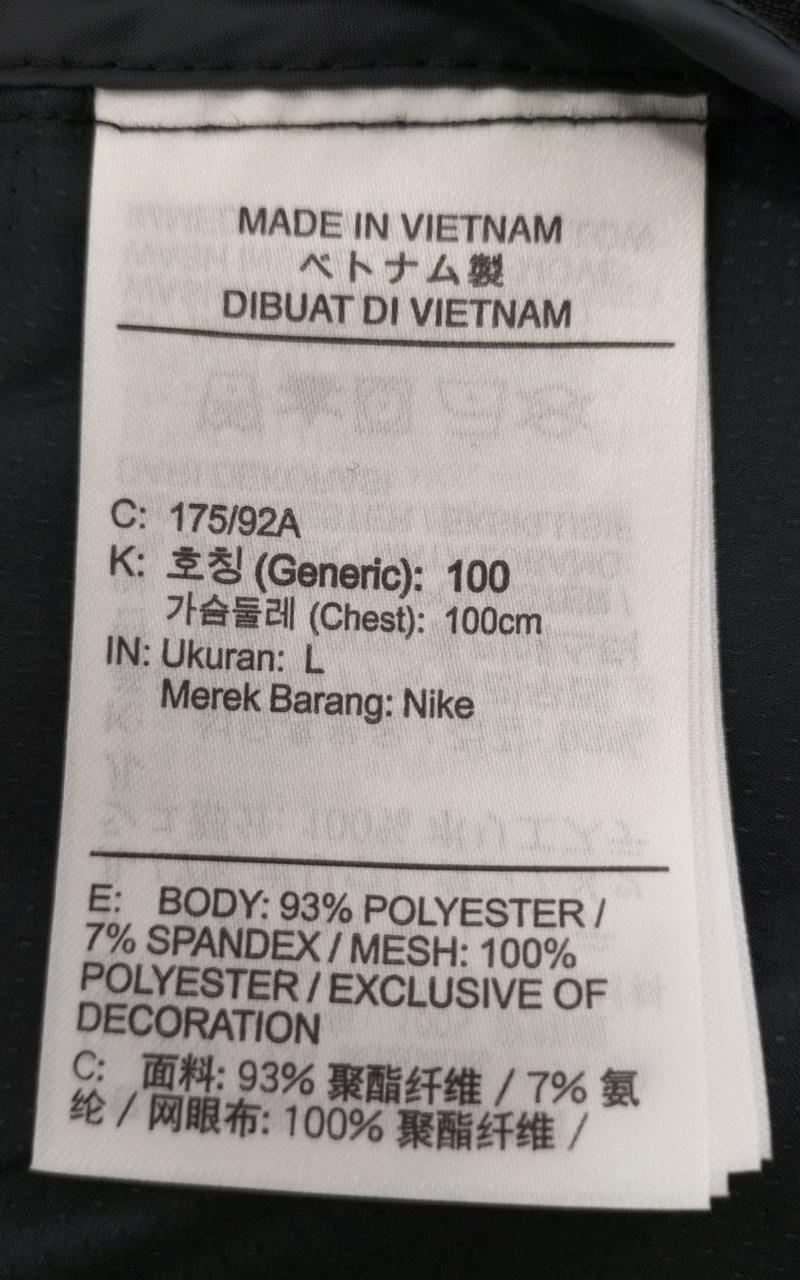 MADE IN VIETNAM
ベトナム製
DIBUAT DI VIETNAM
C: 175/92A
K: 호칭 (Generic): 100
가슴둘레 (Chest): 100cm
IN: Ukuran: L
Merek Barang: Nike
E: BODY: 93% POLYESTER /
7% SPANDEX / MESH: 100%
POLYESTER / EXCLUSIVE OF
DECORATION
C: 面料: 93% 聚酯纤维 / 7% 氨
纶 / 网眼布: 100% 聚酯纤维 /